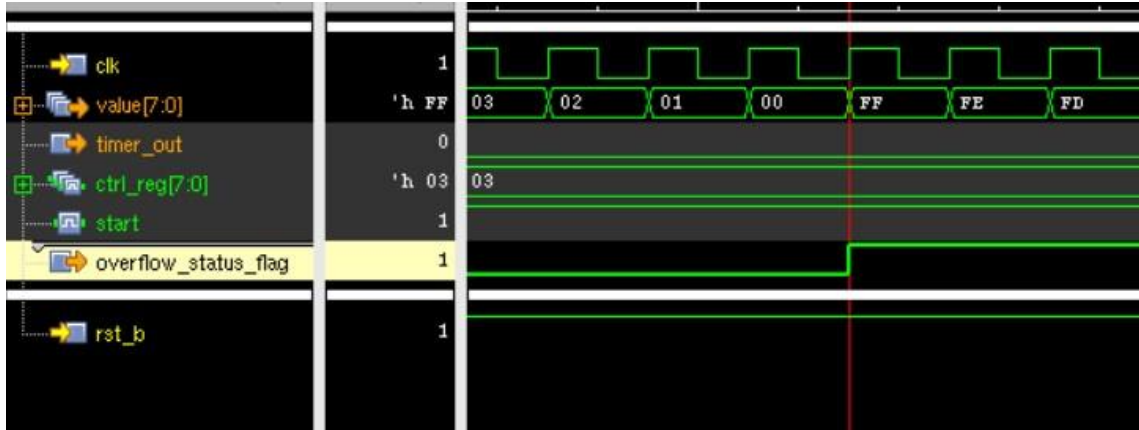 clk 1
value[7:0] 'h FF 03 02 01 00 FF FE FD
timer_out 0
ctrl_reg[7:0] 'h 03 03
start 1
overflow_status_flag 1
rst_b 1